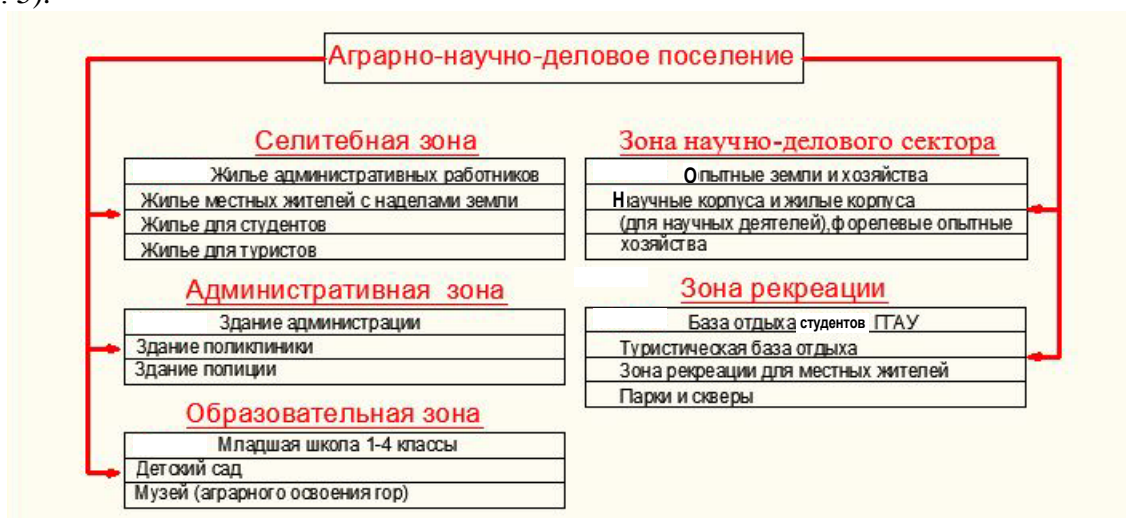 . 3).
Аграрно-научно-деловое поселение
Селитебная зона
Жилье административных работников
Жилье местных жителей с наделами земли
Жилье для студентов
Жилье для туристов
Административная зона
Здание администрации
Здание поликлиники
Здание полиции
Образовательная зона
Младшая школа 1-4 классы
Детский сад
Музей (аграрного освоения гор)
Зона научно-делового сектора
Опытные земли и хозяйства
Научные корпуса и жилые корпуса
(для научных деятелей),форелевые опытные
хозяйства
Зона рекреации
База отдыха студентов ГГАУ
Туристическая база отдыха
Зона рекреации для местных жителей
Парки и скверы